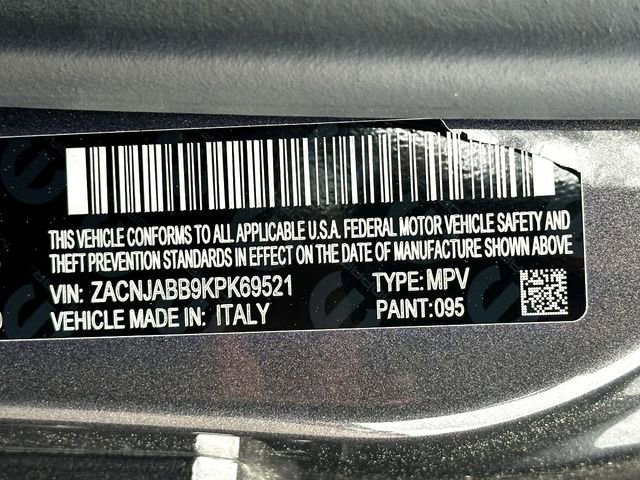 THIS VEHICLE CONFORMS TO ALL APPLICABLE U.S.A. FEDERAL MOTOR VEHICLE SAFETY AND
THEFT PREVENTION STANDARDS IN EFFECT ON THE DATE OF MANUFACTURE SHOWN ABOVE
VIN: ZACNJABB9KPK69521 TYPE: MPV
VEHICLE MADE IN: ITALY PAINT: 095